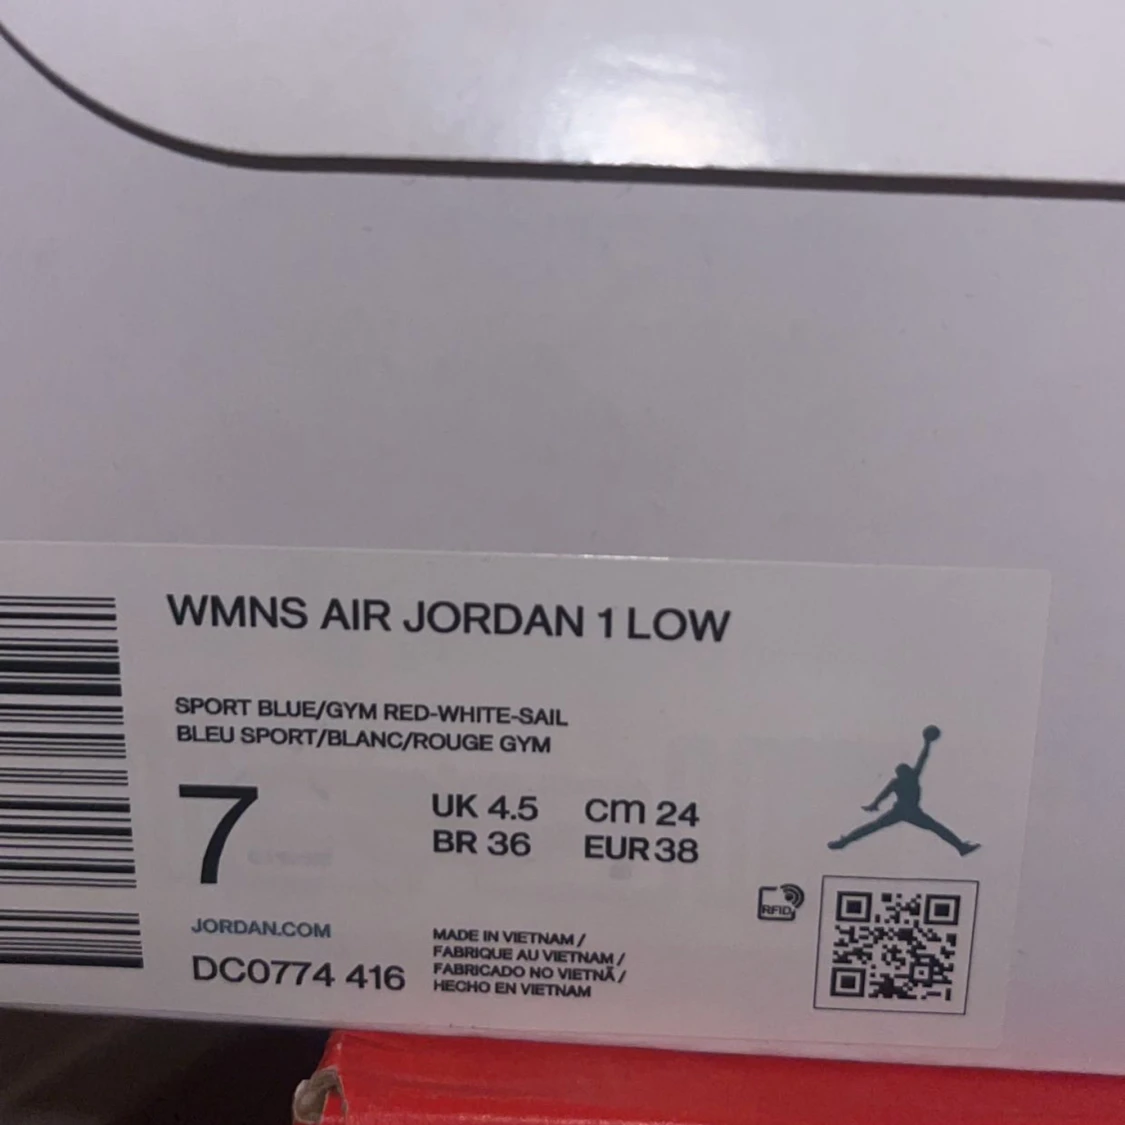 WMNS AIR JORDAN 1 LOW
SPORT BLUE/GYM RED-WHITE-SAIL
BLEU SPORT/BLANC/ROUGE GYM
7
UK 4.5
BR 36
cm 24
EUR 38
JORDAN.COM
DC0774 416
MADE IN VIETNAM /
FABRIQUE AU VIETNAM /
FABRICADO NO VIETNÃ /
HECHO EN VIETNAM
RFID